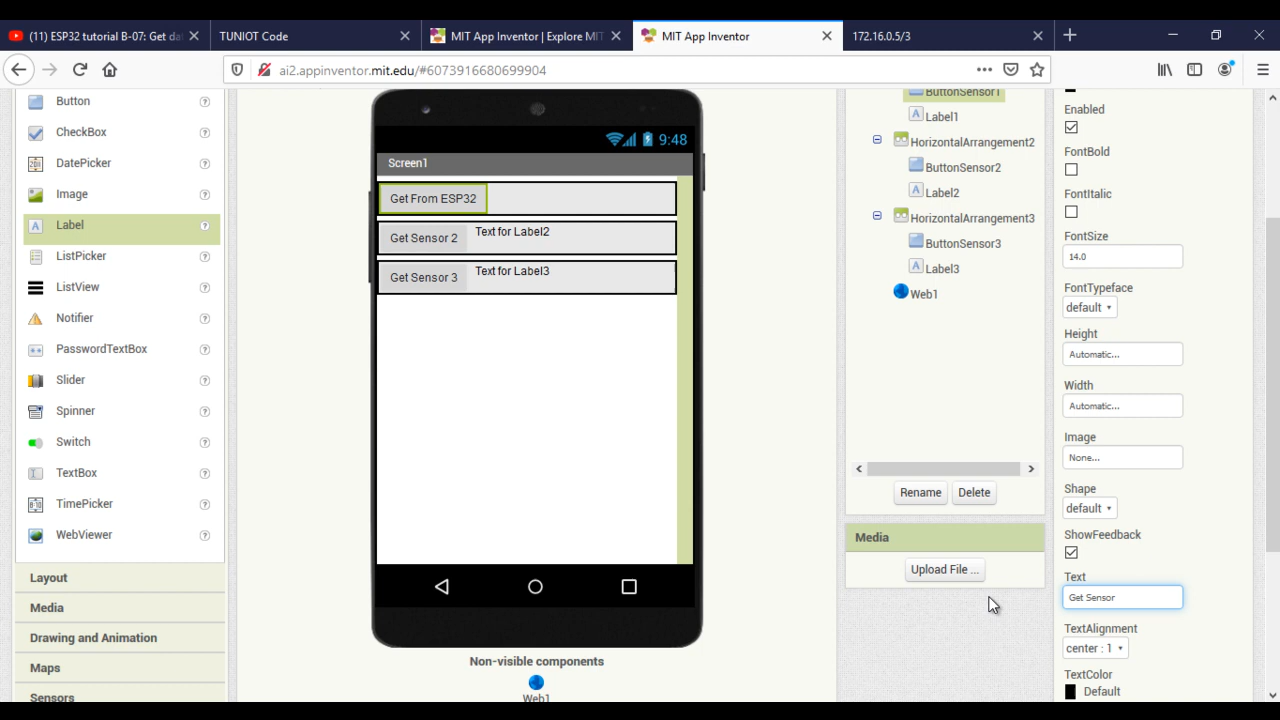 (11) ESP32 tutorial B-07: Get da
TUNIOT Code
MIT App Inventor | Explore MIT
MIT App Inventor
172.16.0.5/3
ai2.appinventor.mit.edu/#6073916680699904
Button
CheckBox
DatePicker
Image
Label
ListPicker
ListView
Notifier
PasswordTextBox
Slider
Spinner
Switch
TextBox
TimePicker
WebViewer
Layout
Media
Drawing and Animation
Maps
Sensors
9:48
Screen1
Get From ESP32
Get Sensor 2 Text for Label2
Get Sensor 3 Text for Label3
Non-visible components
Web1
ButtonSensor1
Label1
HorizontalArrangement2
ButtonSensor2
Label2
HorizontalArrangement3
ButtonSensor3
Label3
Web1
Rename Delete
Media
Upload File ...
Enabled
FontBold
FontItalic
FontSize
14.0
FontTypeface
default
Height
Automatic...
Width
Automatic...
Image
None...
Shape
default
ShowFeedback
Text
Get Sensor
TextAlignment
center : 1
TextColor
Default